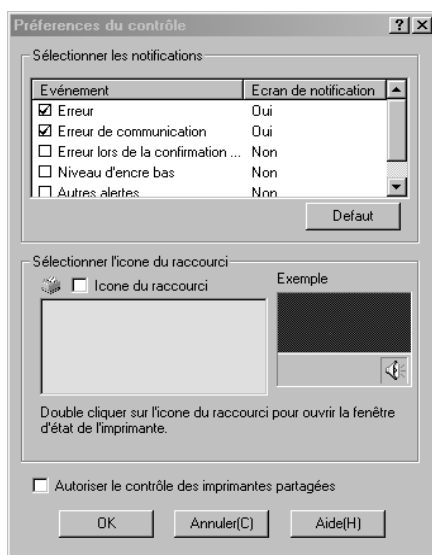 Préferences du contrôle
Sélectionner les notifications
Evénement Ecran de notification
Erreur Oui
Erreur de communication Oui
Erreur lors de la confirmation ... Non
Niveau d'encre bas Non
Autres alertes Non
Defaut
Sélectionner l'icone du raccourci
Icone du raccourci
Exemple
Double cliquer sur l'icone du raccourci pour ouvrir la fenêtre
d'état de l'imprimante.
Autoriser le contrôle des imprimantes partagées
OK Annuler(C) Aide(H)